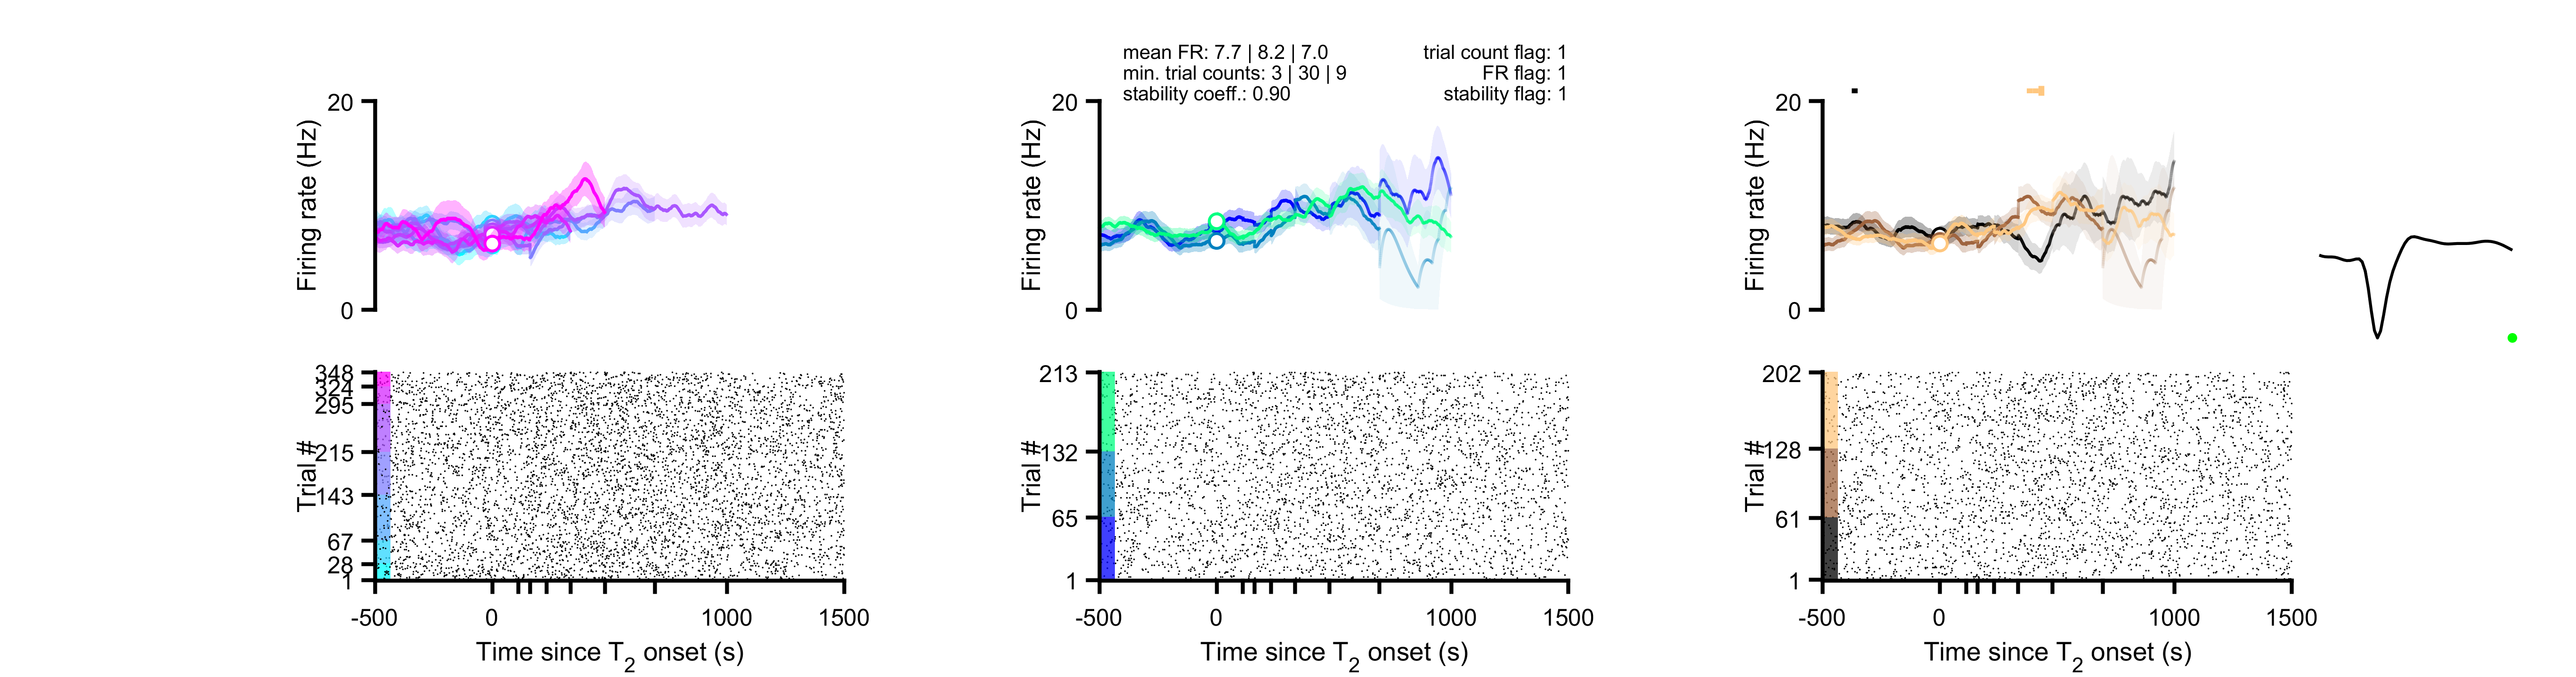 mean FR: 7.7 | 8.2 | 7.0
min. trial counts: 3 | 30 | 9
stability coeff.: 0.90
trial count flag: 1
FR flag: 1
stability flag: 1
20
Firing rate (Hz)
0
348
324
295
215
143
67
28
1
Trial #
-500
0
1000
1500
Time since T2 onset (s)
20
Firing rate (Hz)
0
213
132
65
1
Trial #
-500
0
1000
1500
Time since T2 onset (s)
20
Firing rate (Hz)
0
202
128
61
1
Trial #
-500
0
1000
1500
Time since T2 onset (s)